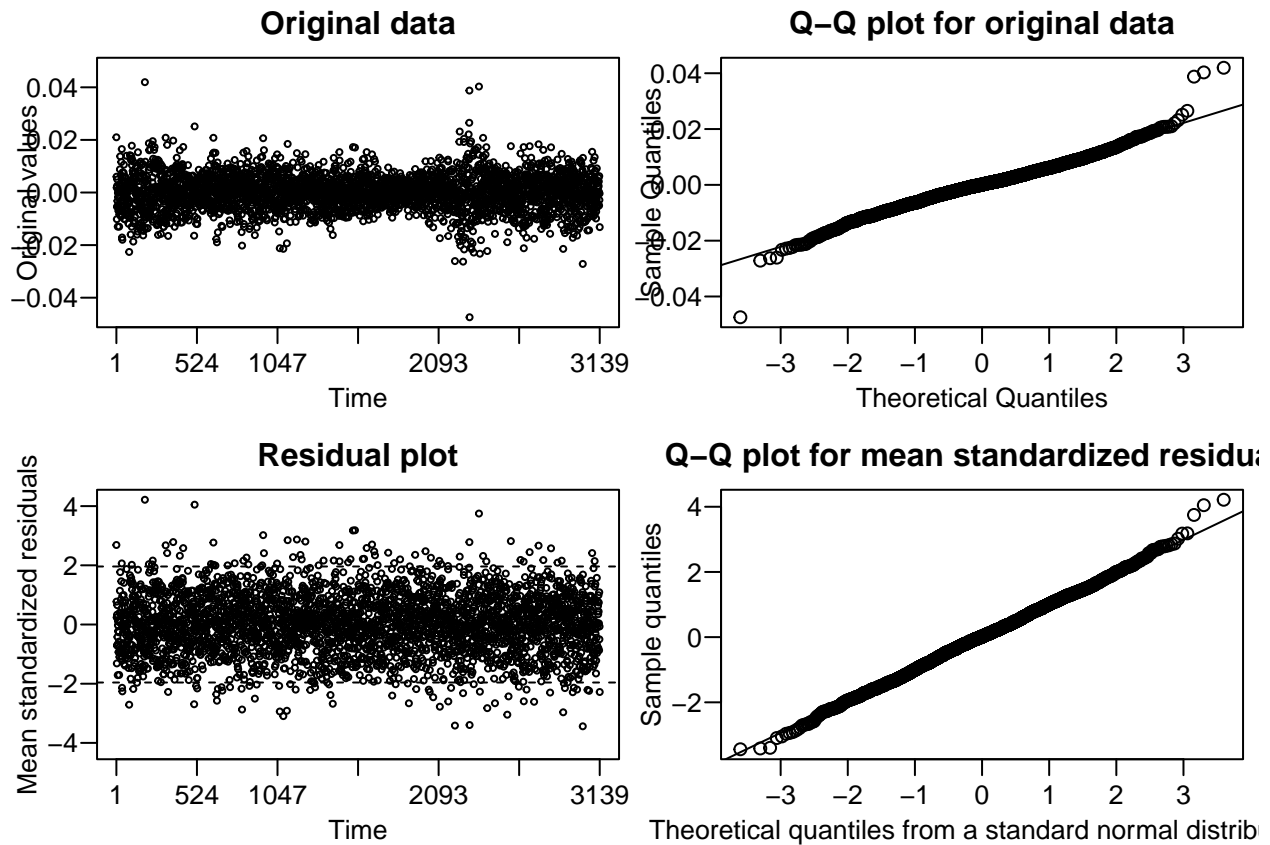 Original data
Original values
0.04
0.02
0.00
−0.02
−0.04
1 524 1047 2093 3139
Time
Q−Q plot for original data
Sample Quantiles
0.04
0.02
0.00
−0.02
−0.04
−3 −2 −1 0 1 2 3
Theoretical Quantiles
Residual plot
Mean standardized residuals
4
2
0
−2
−4
1 524 1047 2093 3139
Time
Q−Q plot for mean standardized residua
Sample quantiles
4
2
0
−2
−3 −2 −1 0 1 2 3
Theoretical quantiles from a standard normal distrib